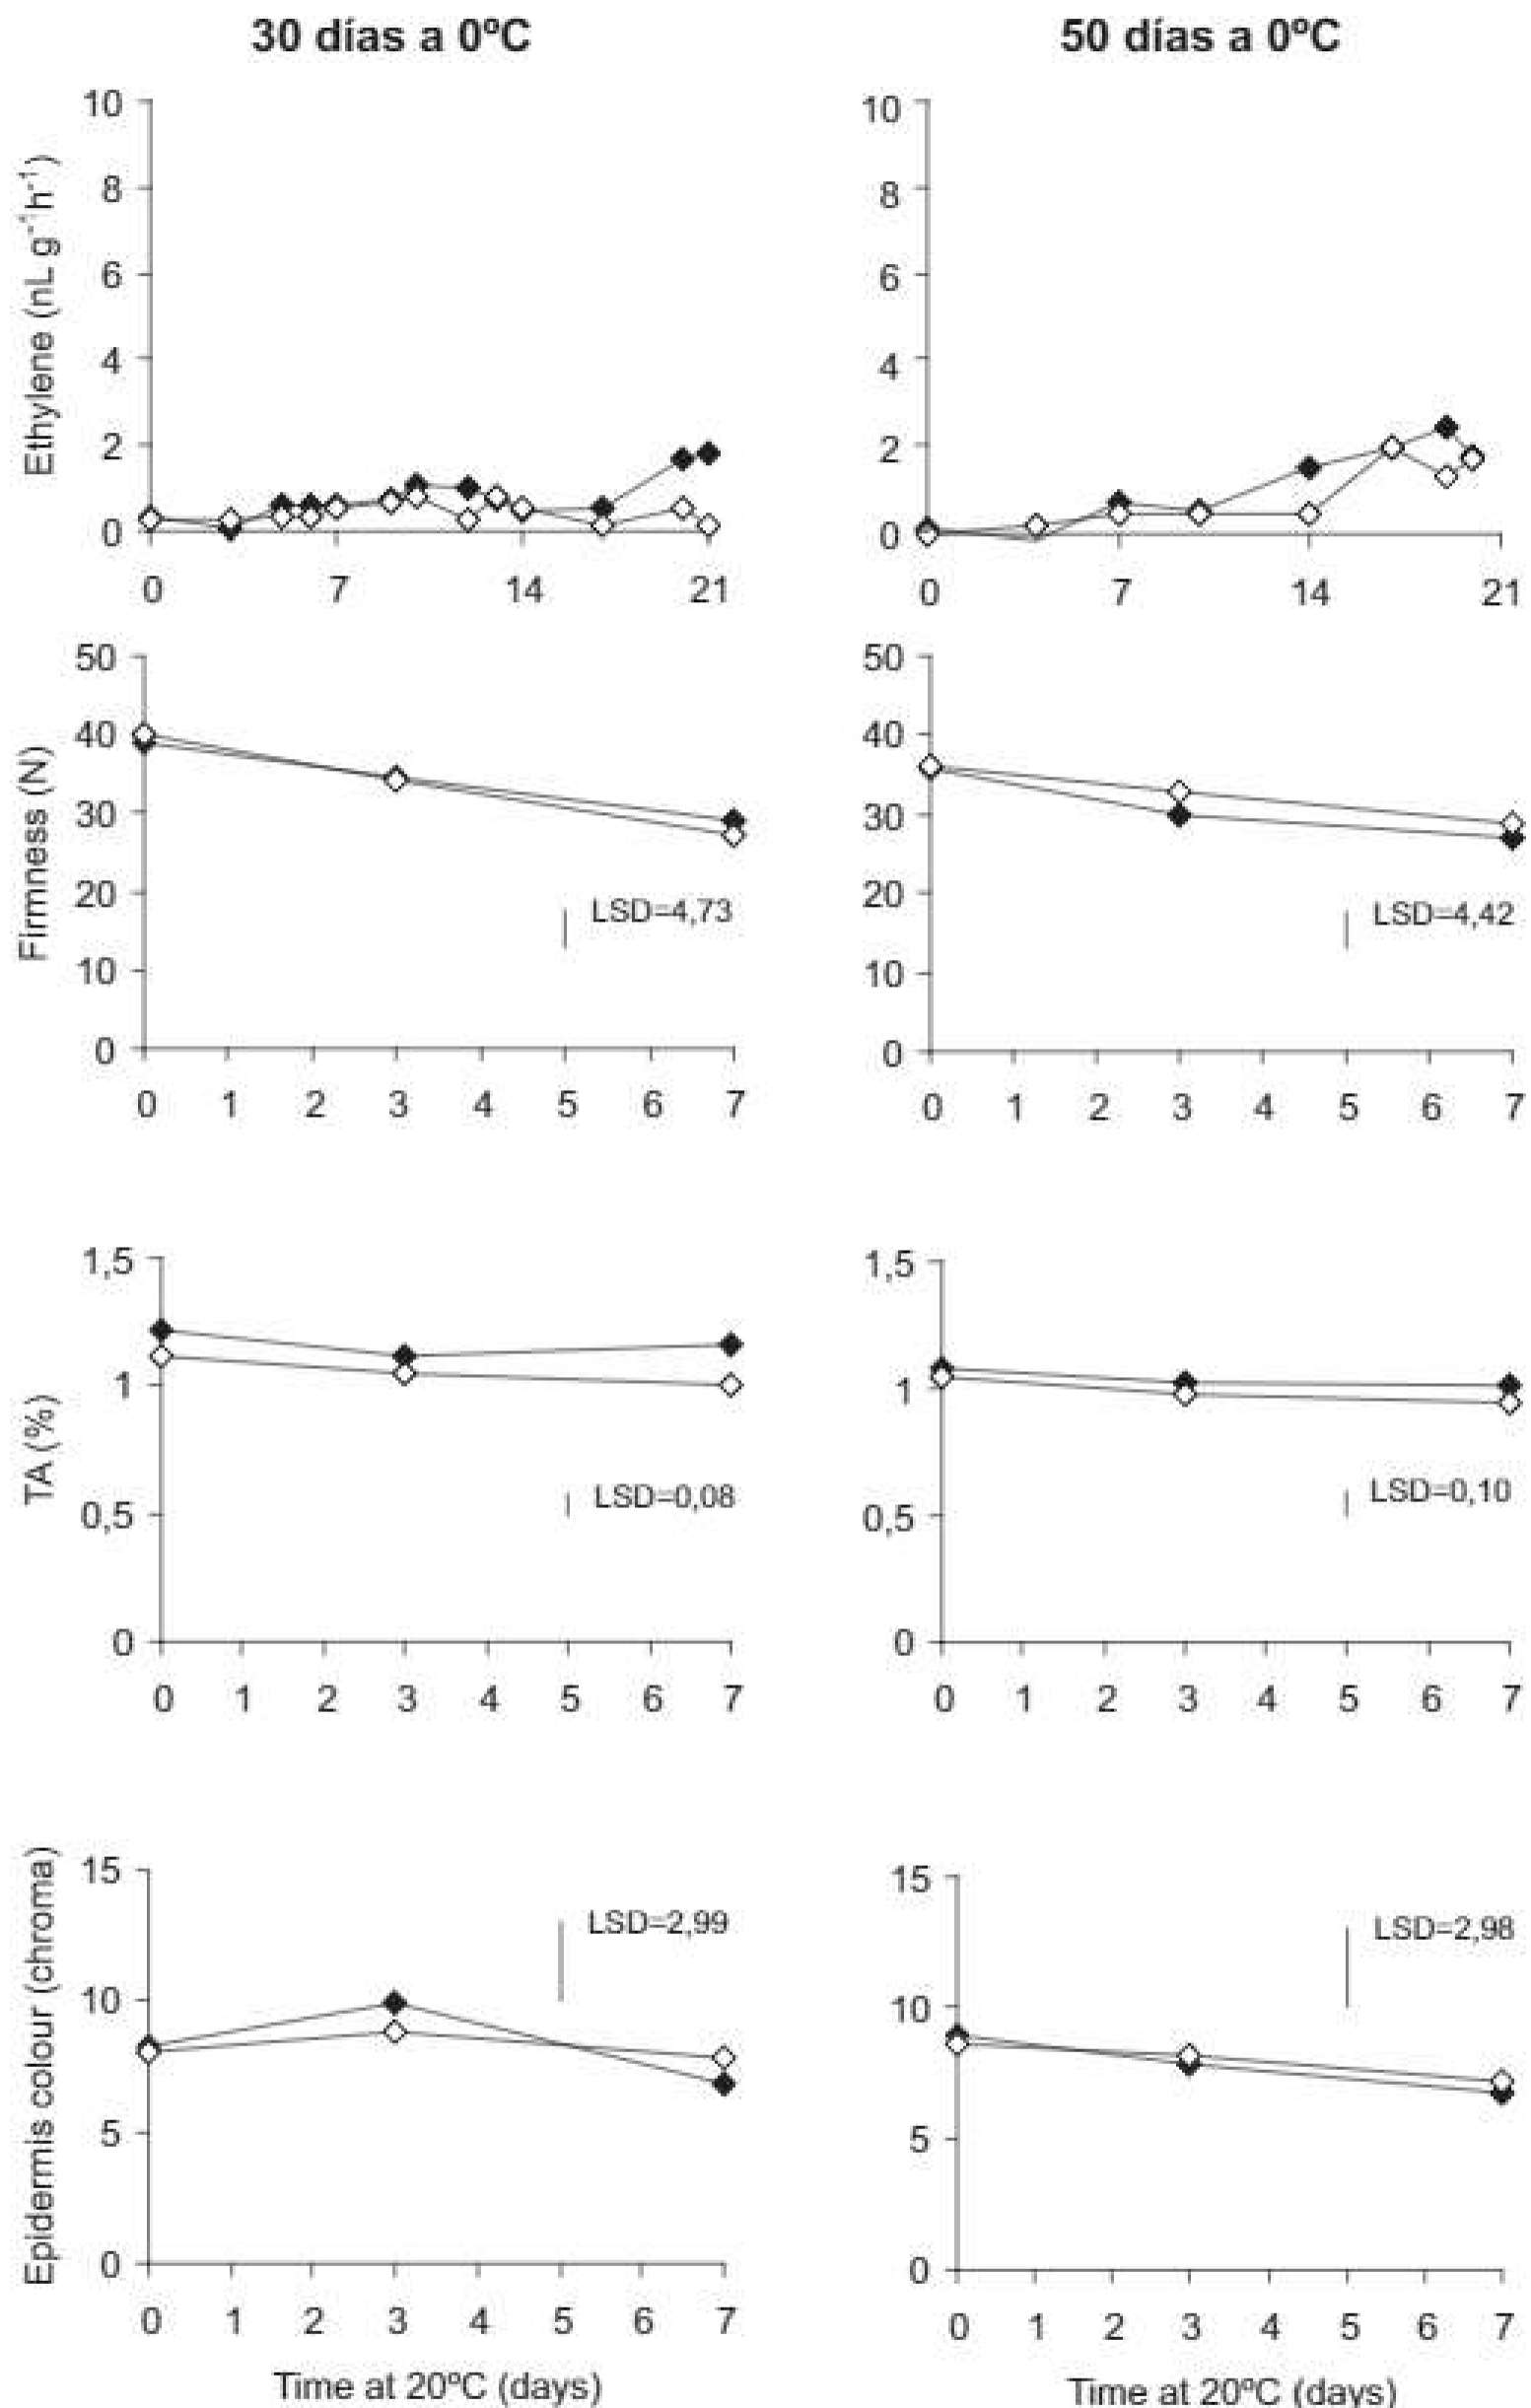 30 días a 0ºC
50 días a 0ºC
Ethylene (nL g⁻¹h⁻¹)
10
8
6
4
2
0
0 7 14 21
10
8
6
4
2
0
0 7 14 21
Firmness (N)
50
40
30
20
10
0
LSD=4,73
0 1 2 3 4 5 6 7
50
40
30
20
10
0
LSD=4,42
0 1 2 3 4 5 6 7
TA (%)
1,5
1
0,5
0
LSD=0,08
0 1 2 3 4 5 6 7
1,5
1
0,5
0
LSD=0,10
0 1 2 3 4 5 6 7
Epidermis colour (chroma)
15
10
5
0
LSD=2,99
0 1 2 3 4 5 6 7
Time at 20ºC (days)
15
10
5
0
LSD=2,98
0 1 2 3 4 5 6 7
Time at 20ºC (days)